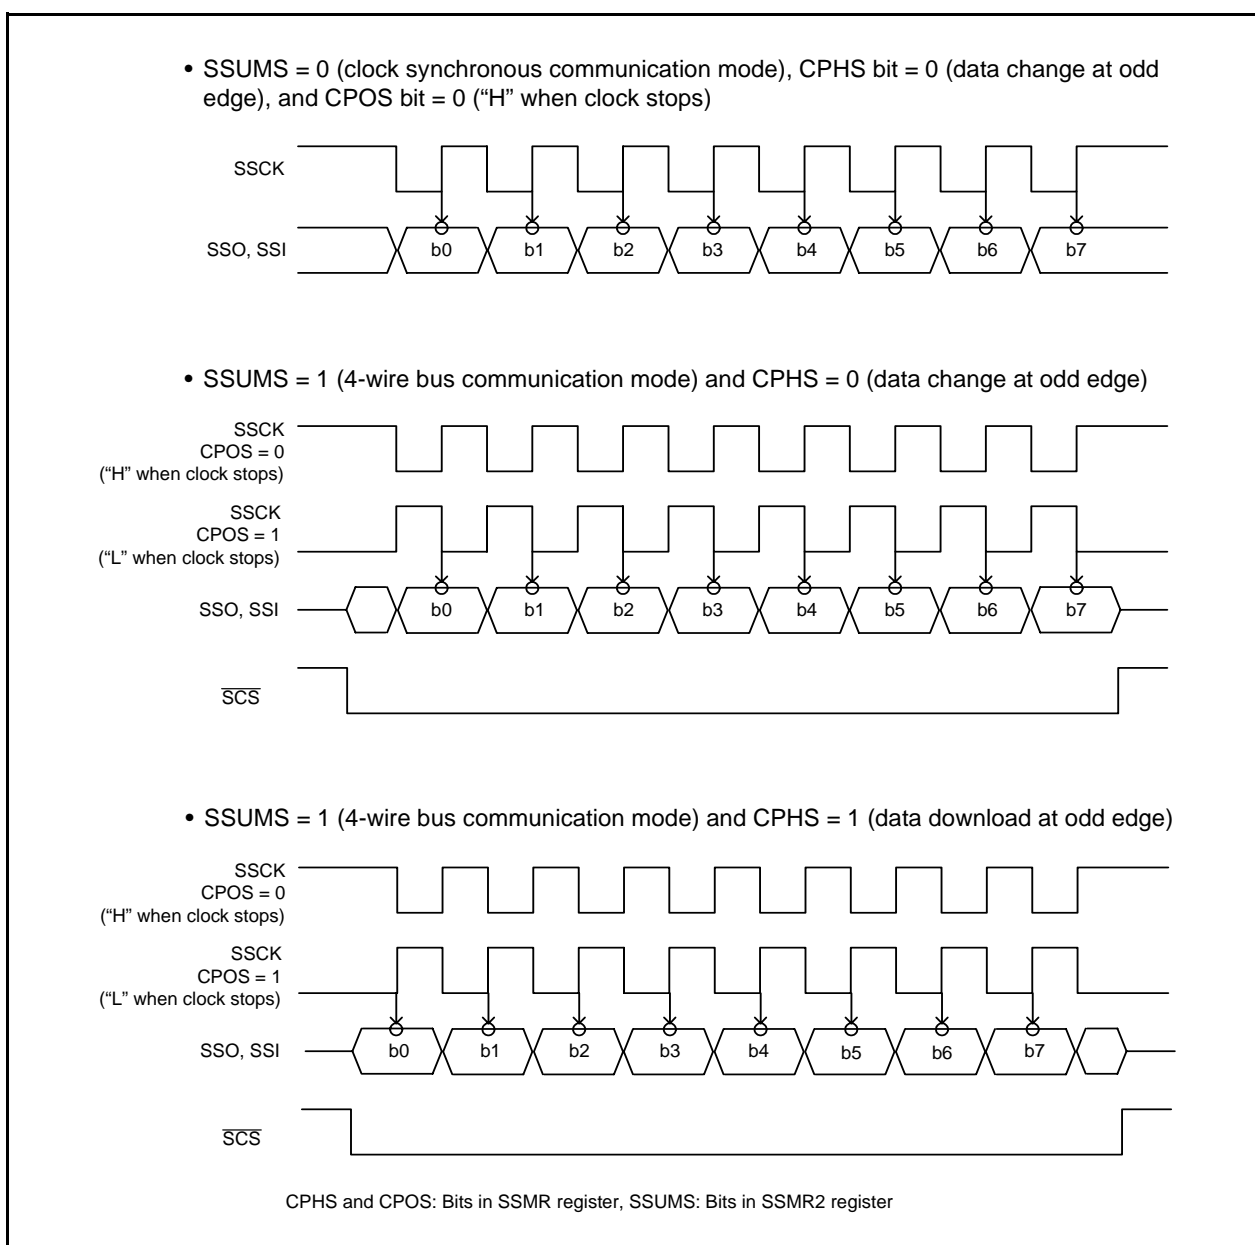 • SSUMS = 0 (clock synchronous communication mode), CPHS bit = 0 (data change at odd
edge), and CPOS bit = 0 (“H” when clock stops)
SSCK
SSO, SSI
b0 b1 b2 b3 b4 b5 b6 b7
• SSUMS = 1 (4-wire bus communication mode) and CPHS = 0 (data change at odd edge)
SSCK
CPOS = 0
(“H” when clock stops)
SSCK
CPOS = 1
(“L” when clock stops)
SSO, SSI
b0 b1 b2 b3 b4 b5 b6 b7
SCS
• SSUMS = 1 (4-wire bus communication mode) and CPHS = 1 (data download at odd edge)
SSCK
CPOS = 0
(“H” when clock stops)
SSCK
CPOS = 1
(“L” when clock stops)
SSO, SSI
b0 b1 b2 b3 b4 b5 b6 b7
SCS
CPHS and CPOS: Bits in SSMR register, SSUMS: Bits in SSMR2 register